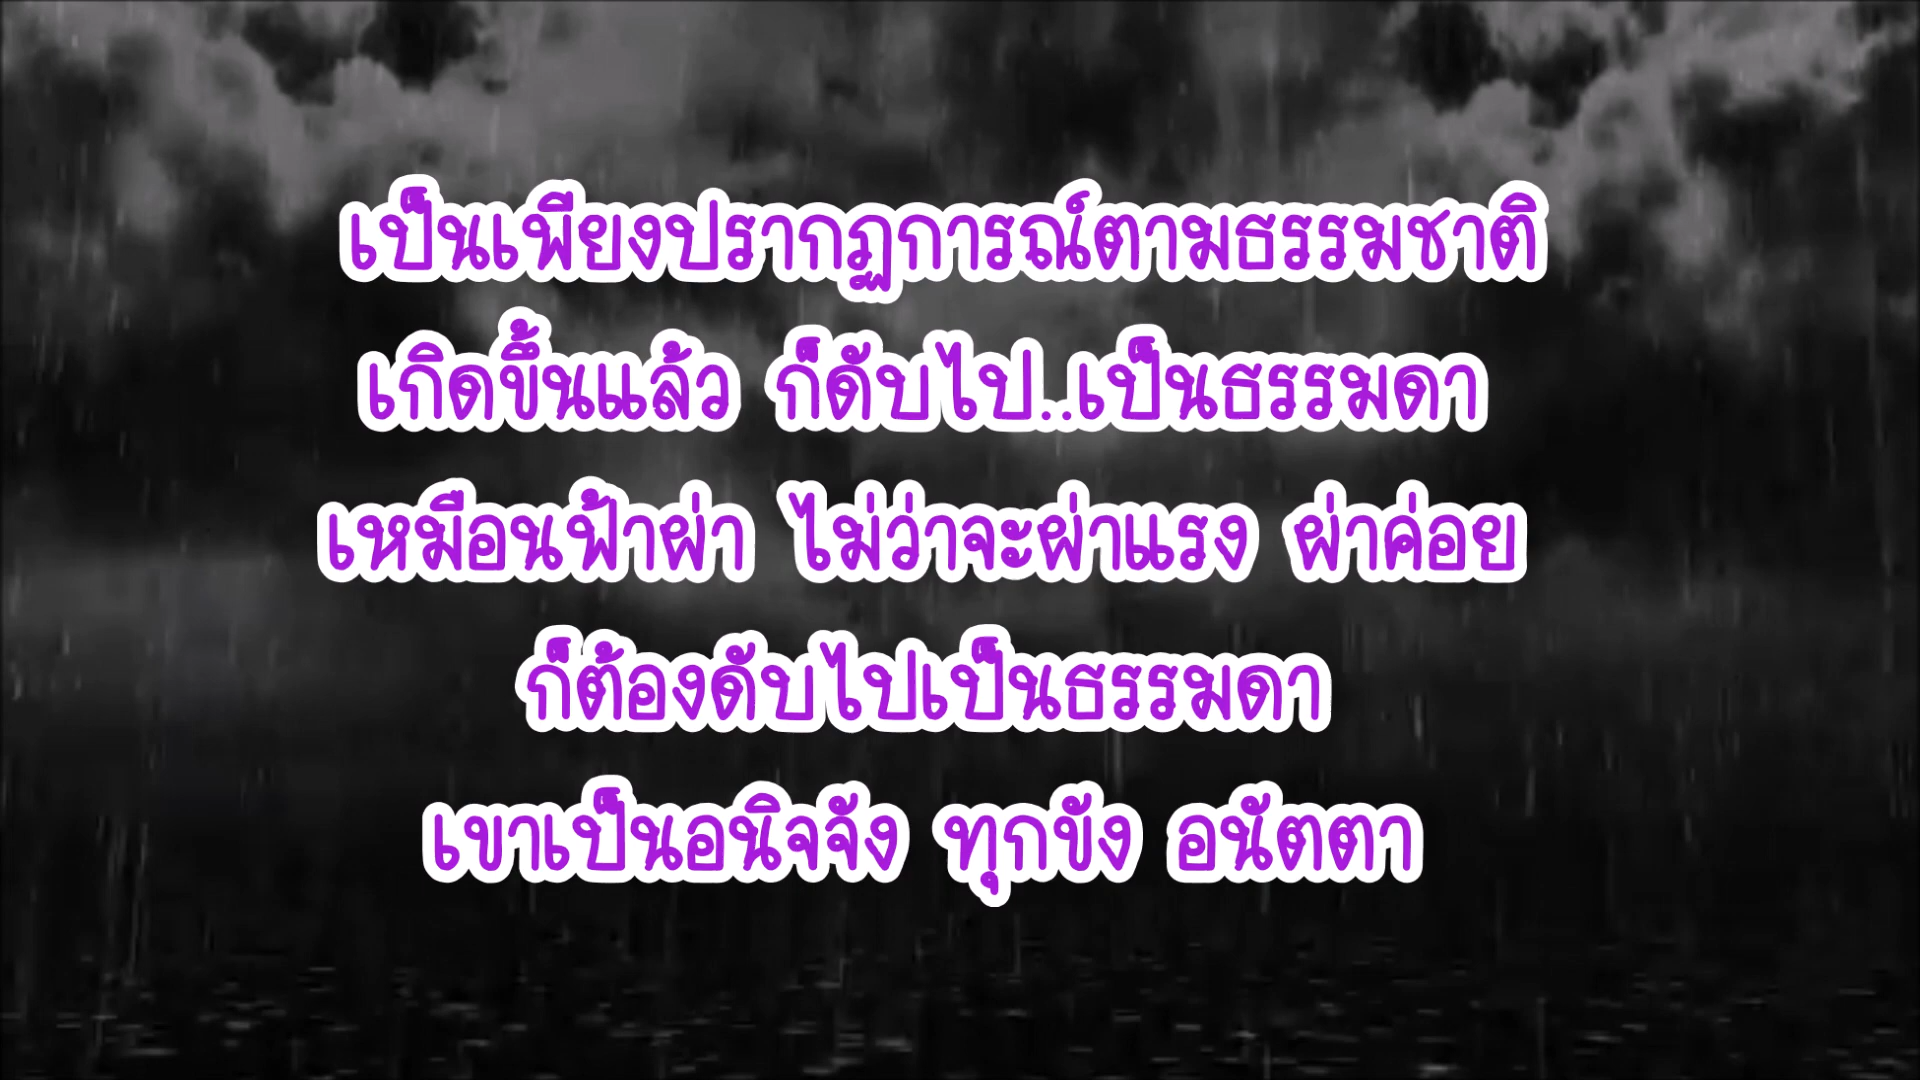 เป็นเพียงปรากฏการณ์ตามธรรมชาติ
เกิดขึ้นแล้ว ก็ดับไป..เป็นธรรมดา
เหมือนฟ้าผ่า ไม่ว่าจะผ่าแรง ผ่าค่อย
ก็ต้องดับไปเป็นธรรมดา
เขาเป็นอนิจจัง ทุกขัง อนัตตา